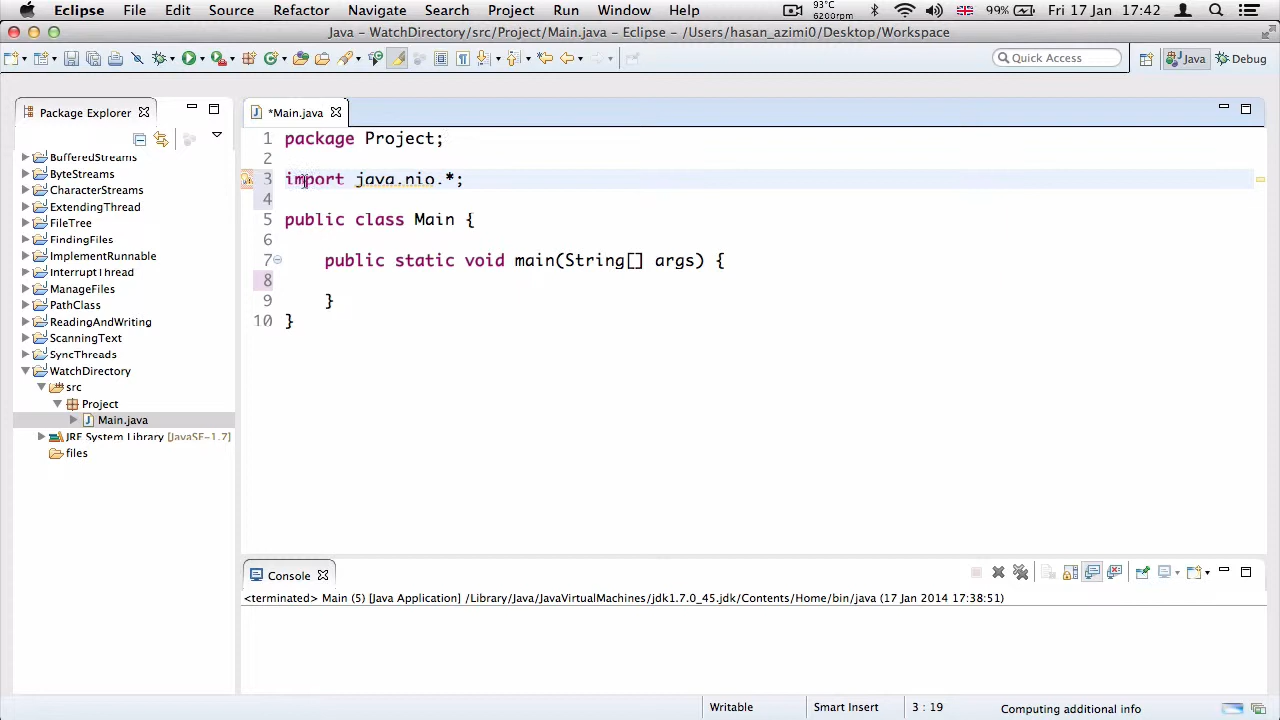 Eclipse File Edit Source Refactor Navigate Search Project Run Window Help 93°C 6200rpm 99% Fri 17 Jan 17:42
Java – WatchDirectory/src/Project/Main.java – Eclipse – /Users/hasan_azimi0/Desktop/Workspace
Quick Access Java Debug
Package Explorer
*Main.java
BufferedStreams
ByteStreams
CharacterStreams
ExtendingThread
FileTree
FindingFiles
ImplementRunnable
InterruptThread
ManageFiles
PathClass
ReadingAndWriting
ScanningText
SyncThreads
WatchDirectory
src
Project
Main.java
JRE System Library [JavaSE-1.7]
files
1 package Project;
2
3 import java.nio.*;
4
5 public class Main {
6
7 public static void main(String[] args) {
8
9 }
10 }
Console
<terminated> Main (5) [Java Application] /Library/Java/JavaVirtualMachines/jdk1.7.0_45.jdk/Contents/Home/bin/java (17 Jan 2014 17:38:51)
Writable Smart Insert 3 : 19 Computing additional info